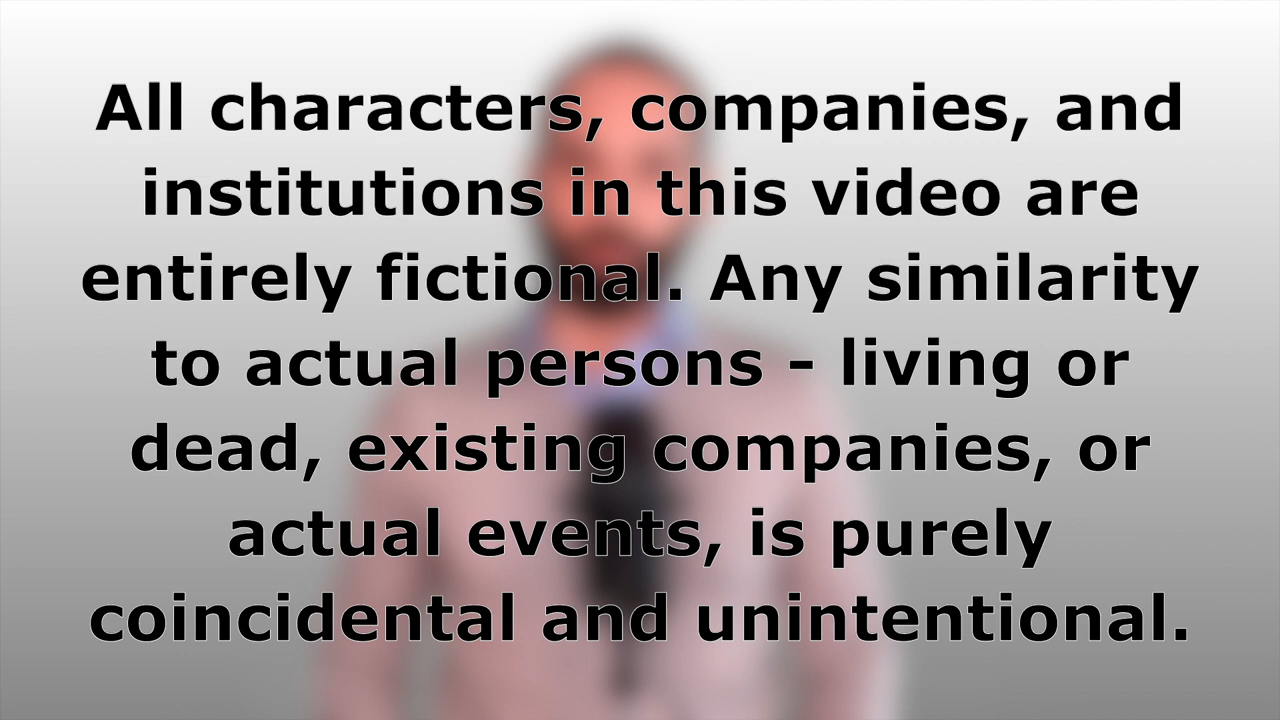 All characters, companies, and
institutions in this video are
entirely fictional. Any similarity
to actual persons - living or
dead, existing companies, or
actual events, is purely
coincidental and unintentional.